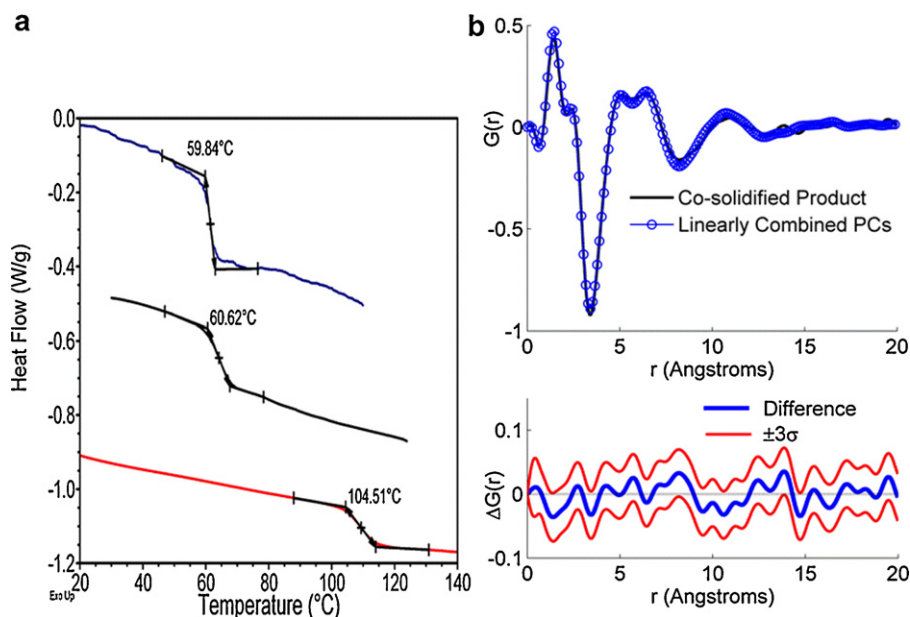 a
0.0
-0.2
-0.4
-0.6
-0.8
-1.0
-1.2
Heat Flow (W/g)
59.84°C
60.62°C
104.51°C
20
40
60
80
100
120
140
Exo Up
Temperature (°C)
b
0.5
0
-0.5
-1
G(r)
Co-solidified Product
Linearly Combined PCs
0
5
10
15
20
r (Angstroms)
0.1
0
-0.1
ΔG(r)
Difference
±3σ
0
5
10
15
20
r (Angstroms)